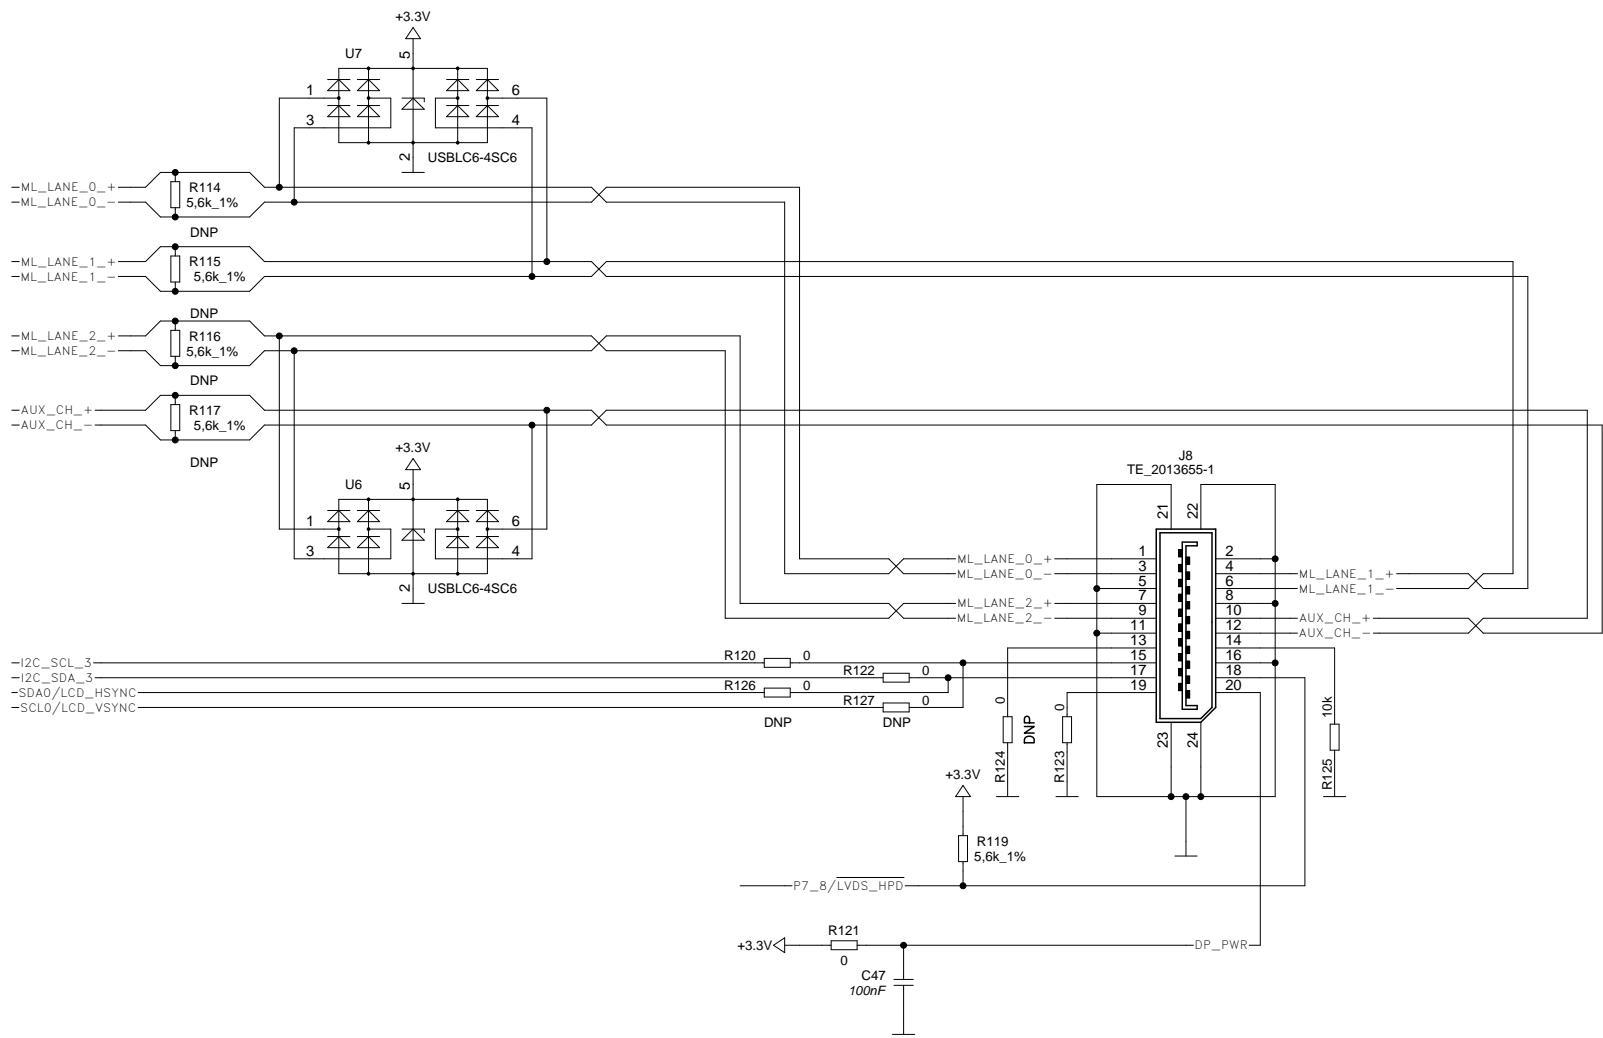 +3.3V
5
U7
1
6
3
4
2
USBLC6-4SC6
ML_LANE_0_+
ML_LANE_0_-
R114
5,6k_1%
DNP
ML_LANE_1_+
ML_LANE_1_-
R115
5,6k_1%
DNP
ML_LANE_2_+
ML_LANE_2_-
R116
5,6k_1%
DNP
AUX_CH_+
AUX_CH_-
R117
5,6k_1%
DNP
+3.3V
5
U6
1
6
3
4
2
USBLC6-4SC6
J8
TE_2013655-1
21
22
ML_LANE_0_+
ML_LANE_0_-
ML_LANE_2_+
ML_LANE_2_-
1
3
5
7
9
11
13
15
17
19
2
4
6
8
10
12
14
16
18
20
ML_LANE_1_+
ML_LANE_1_-
AUX_CH_+
AUX_CH_-
23
24
I2C_SCL_3
I2C_SDA_3
SDA0/LCD_HSYNC
SCL0/LCD_VSYNC
R120
0
R122
0
R126
0
R127
0
DNP
DNP
0
R124
DNP
0
R123
10k
R125
+3.3V
R119
5,6k_1%
P7_8/LVDS_HPD
+3.3V
R121
0
DP_PWR
C47
100nF